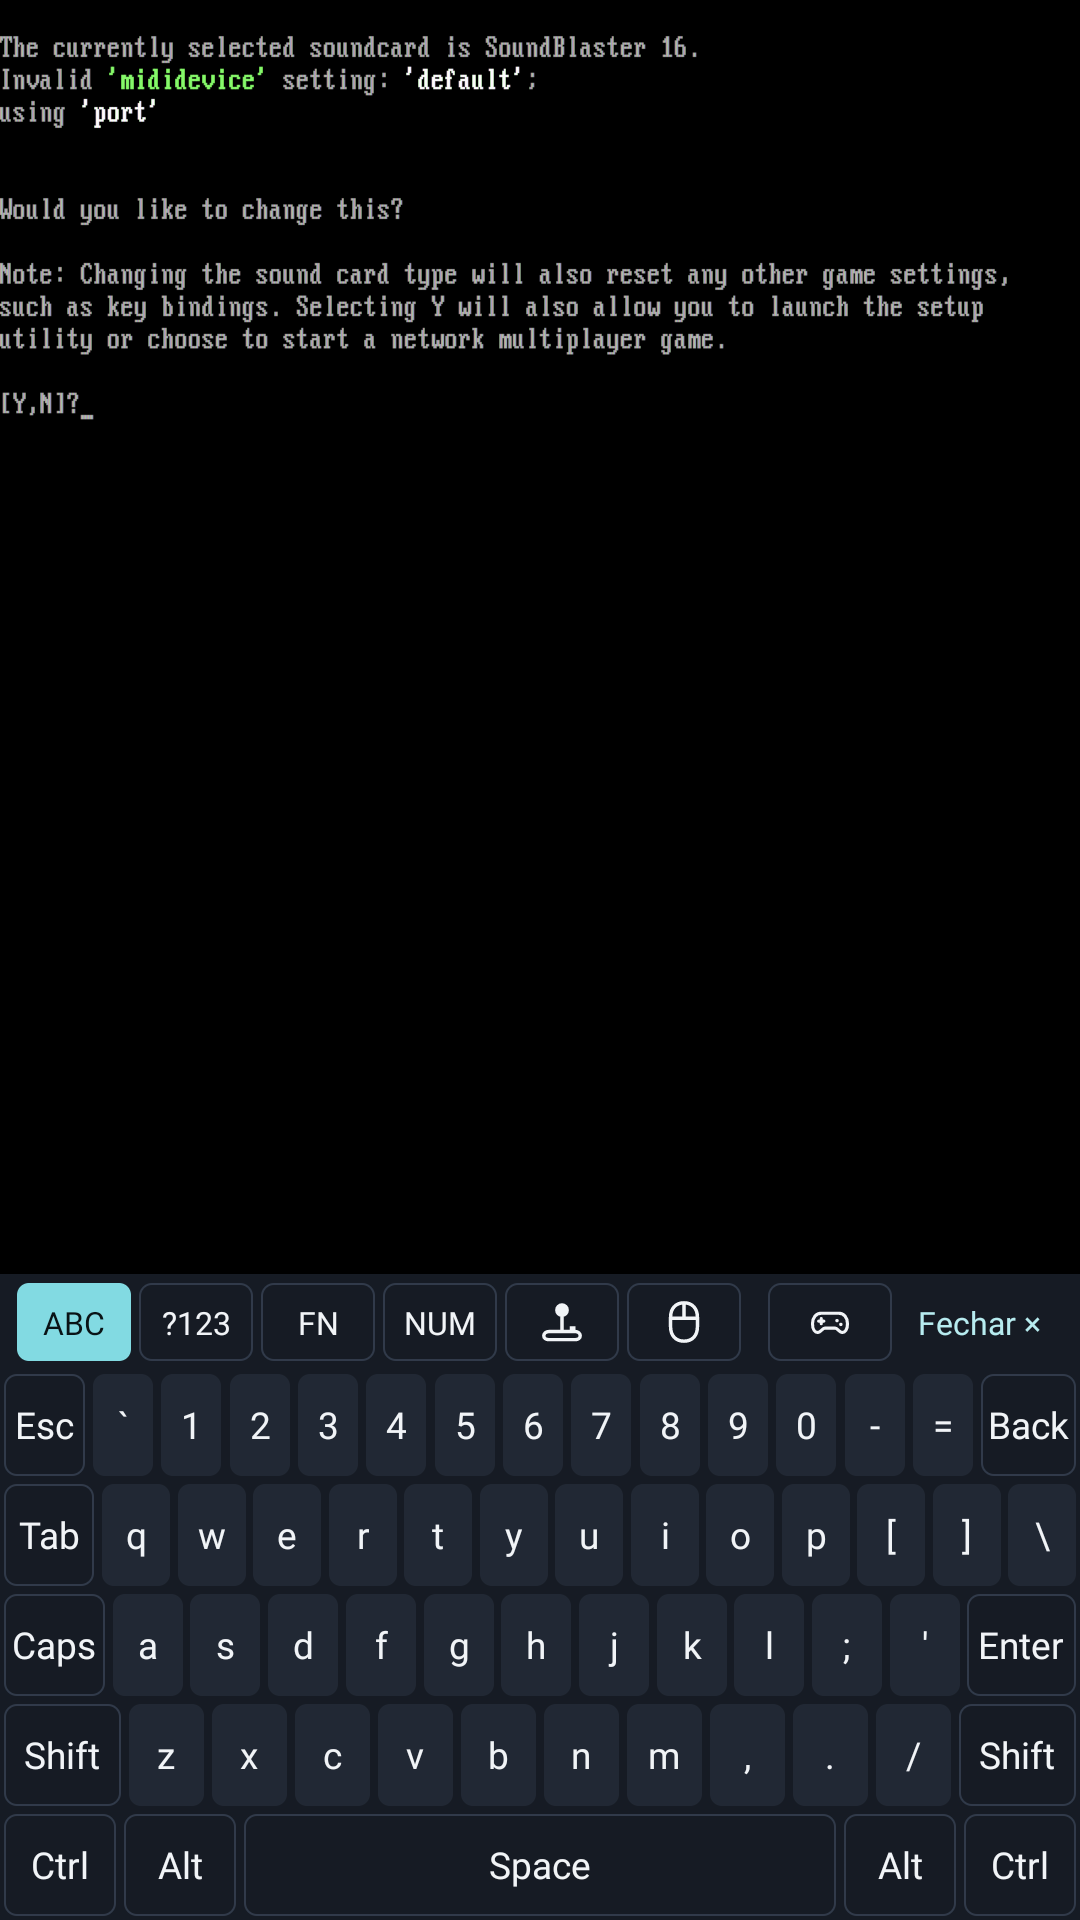 The currently selected soundcard is SoundBlaster 16.
Invalid 'mididevice' setting: 'default';
using 'port'
Would you like to change this?
Note: Changing the sound card type will also reset any other game settings,
such as key bindings. Selecting Y will also allow you to launch the setup
utility or choose to start a network multiplayer game.
[Y,N]?_
ABC ?123 FN NUM Fechar ×
Esc ` 1 2 3 4 5 6 7 8 9 0 - = Back
Tab q w e r t y u i o p [ ] \
Caps a s d f g h j k l ; ' Enter
Shift z x c v b n m , . / Shift
Ctrl Alt Space Alt Ctrl